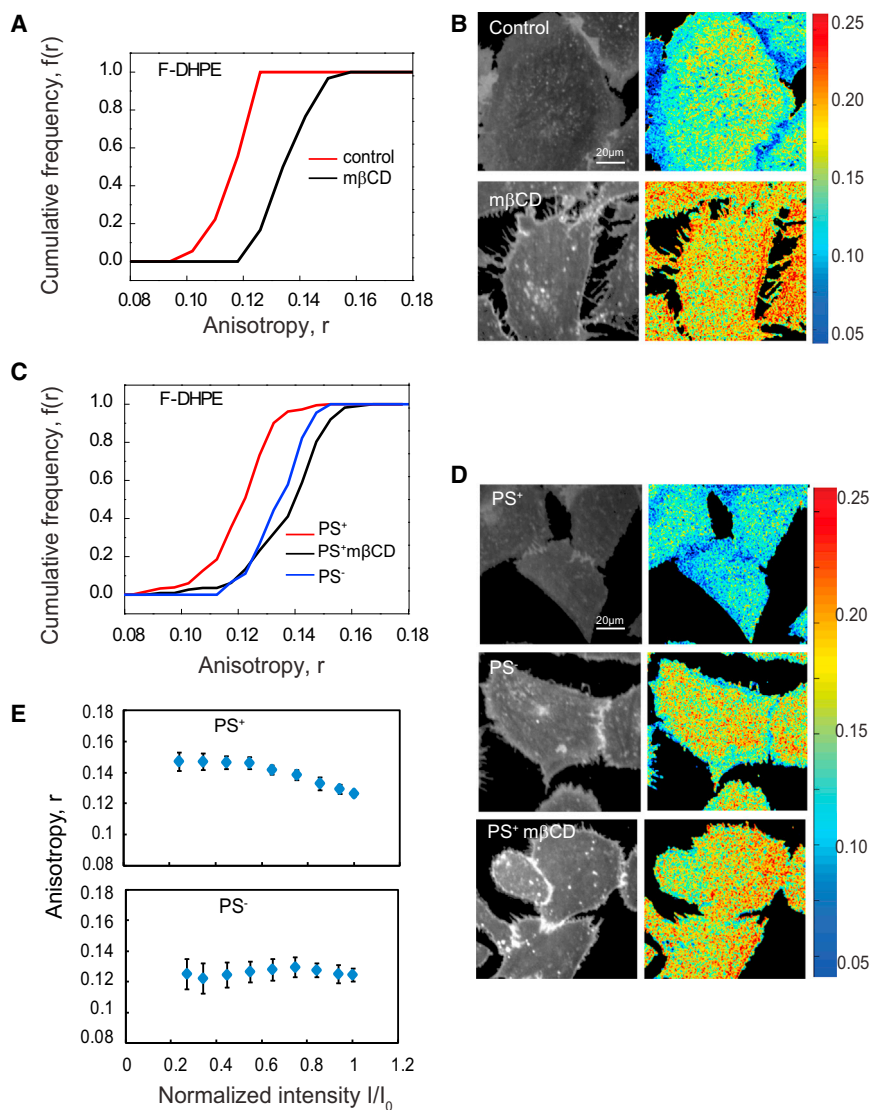 A
F-DHPE
Cumulative frequency, f(r)
1.0
0.8
0.6
0.4
0.2
0.0
control
mβCD
0.08 0.10 0.12 0.14 0.16 0.18
Anisotropy, r
B
Control
20μm
mβCD
0.25
0.20
0.15
0.10
0.05
C
F-DHPE
Cumulative frequency, f(r)
1.0
0.8
0.6
0.4
0.2
0.0
PS⁺
PS⁺mβCD
PS⁻
0.08 0.10 0.12 0.14 0.16 0.18
Anisotropy, r
D
PS⁺
20μm
PS⁻
PS⁺ mβCD
0.25
0.20
0.15
0.10
0.05
E
Anisotropy, r
PS⁺
0.18
0.16
0.14
0.12
0.1
0.08
PS⁻
0.18
0.16
0.14
0.12
0.1
0.08
0 0.2 0.4 0.6 0.8 1 1.2
Normalized intensity I/I₀